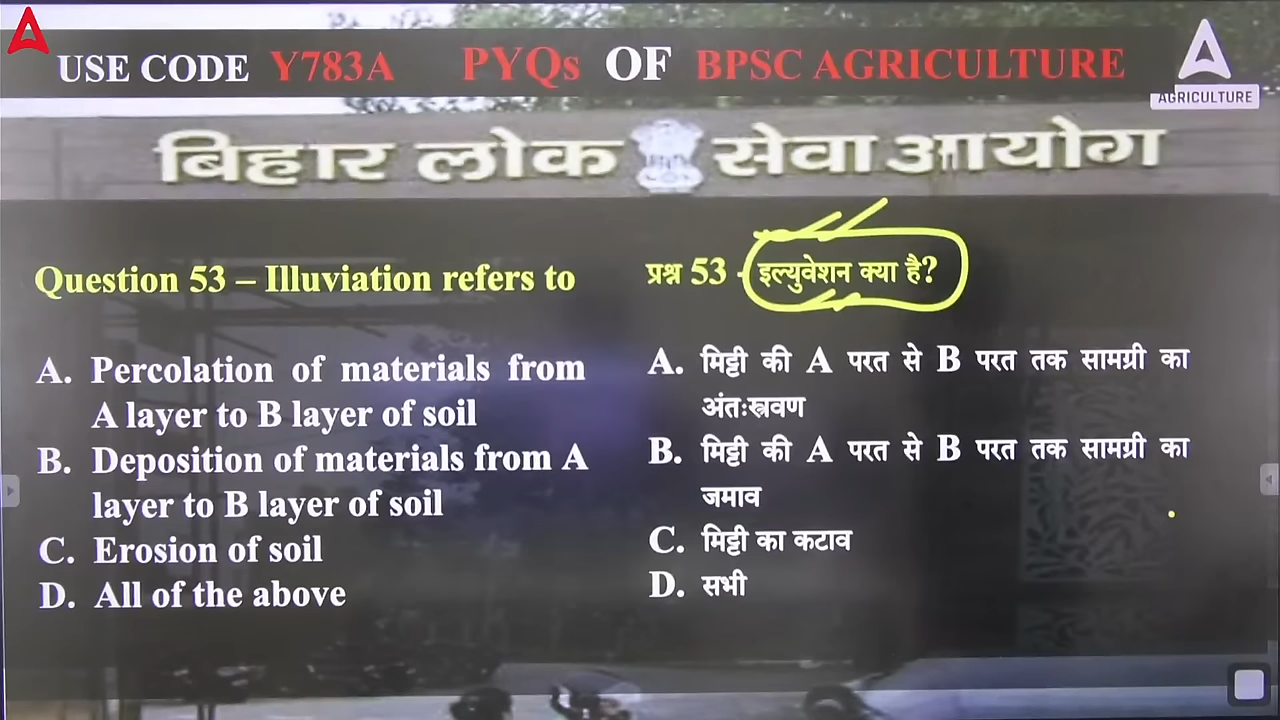 USE CODE Y783A PYQs OF BPSC AGRICULTURE
AGRICULTURE
बिहार लोक सेवा आयोग
Question 53 – Illuviation refers to
A. Percolation of materials from
A layer to B layer of soil
B. Deposition of materials from A
layer to B layer of soil
C. Erosion of soil
D. All of the above
प्रश्न 53 - इल्युवेशन क्या है?
A. मिट्टी की A परत से B परत तक सामग्री का
अंतःस्त्रवण
B. मिट्टी की A परत से B परत तक सामग्री का
जमाव
C. मिट्टी का कटाव
D. सभी